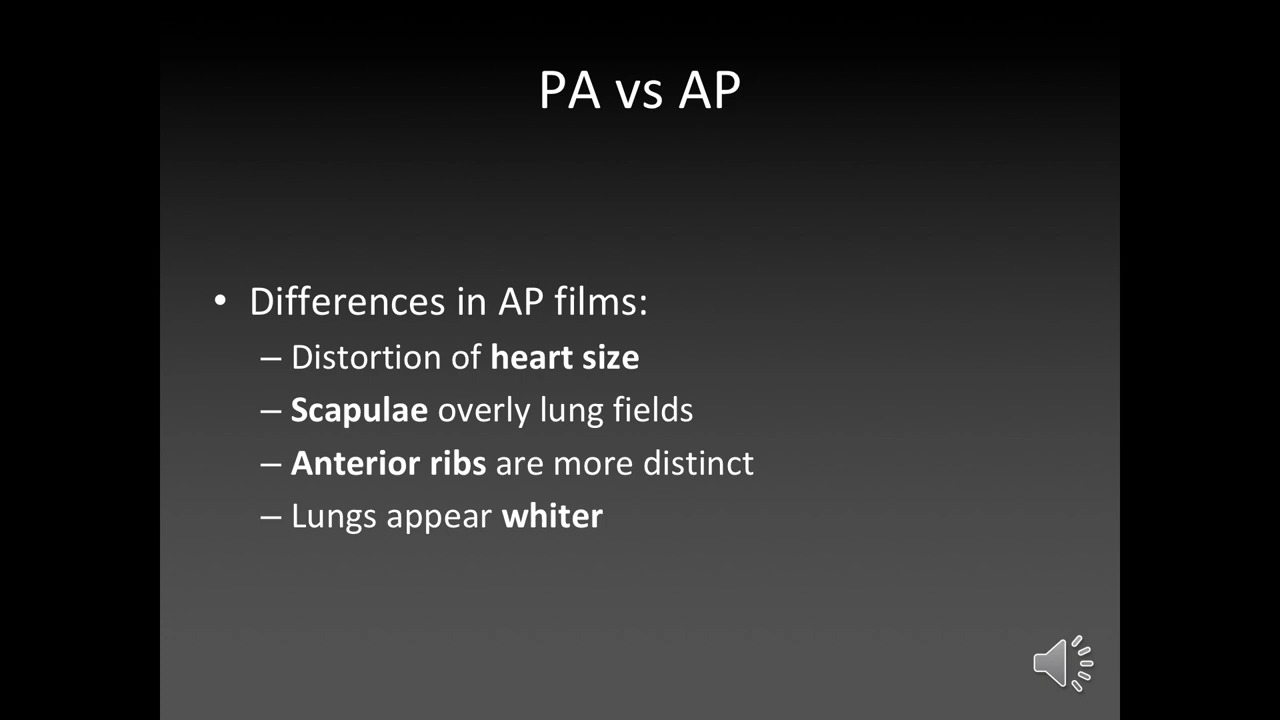 PA vs AP
• Differences in AP films:
– Distortion of heart size
– Scapulae overly lung fields
– Anterior ribs are more distinct
– Lungs appear whiter